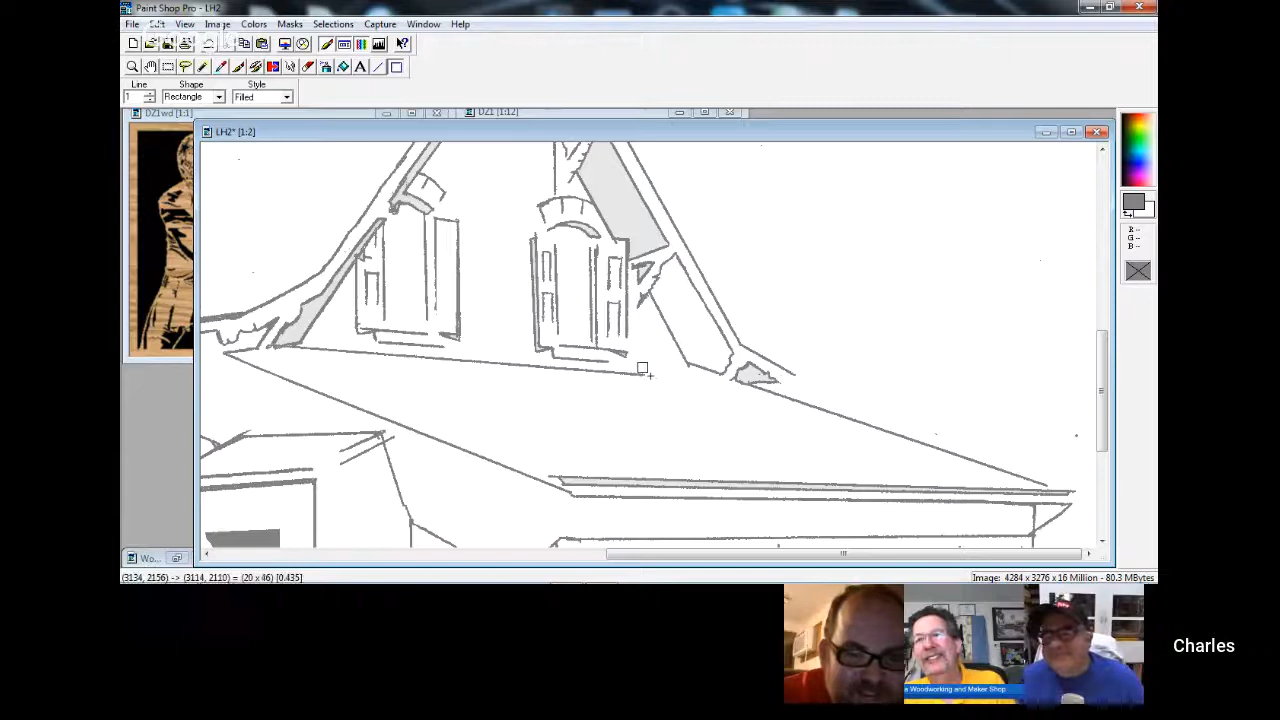 Paint Shop Pro - LH2
File Edit View Image Colors Masks Selections Capture Window Help
Line Shape Style
1 Rectangle Filled
DZ1wd [1:1] DZ1 [1:12]
LH2* [1:2]
R: --
G: --
B: --
Wo...
(3134, 2156) -> (3114, 2110) = (20 x 46) [0.435] Image: 4284 x 3276 x 16 Million - 80.3 MBytes
Charles
a Woodworking and Maker Shop